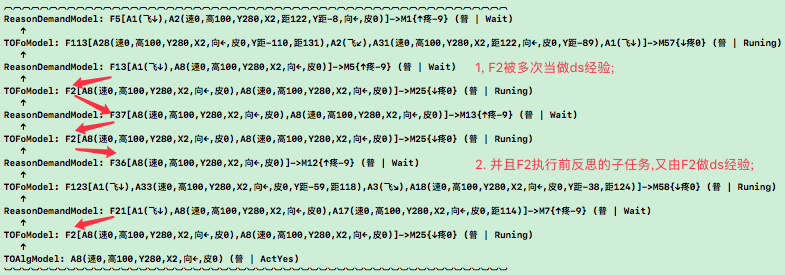 ReasonDemandModel: F5[A1(飞↓),A2(速0,高100,Y280,X2,距122,Y距-8,向←,皮0)]->M1{↑疼-9} (普 | Wait)
↑
TOFoModel: F113[A28(速0,高100,Y280,X2,向←,皮0,Y距-110,距131),A2(飞↙),A31(速0,高100,Y280,X2,距122,向←,皮0,Y距-89),A1(飞↓)]->M57{↓疼0} (普 | Runing)
↑
ReasonDemandModel: F13[A1(飞↓),A8(速0,高100,Y280,X2,向←,皮0)]->M5{↑疼-9} (普 | Wait)
1, F2被多次当做ds经验;
↑
TOFoModel: F2[A8(速0,高100,Y280,X2,向←,皮0),A8(速0,高100,Y280,X2,向←,皮0)]->M25{↓疼0} (普 | Runing)
↑
ReasonDemandModel: F37[A8(速0,高100,Y280,X2,向←,皮0),A8(速0,高100,Y280,X2,向←,皮0)]->M13{↑疼-9} (普 | Wait)
↑
TOFoModel: F2[A8(速0,高100,Y280,X2,向←,皮0),A8(速0,高100,Y280,X2,向←,皮0)]->M25{↓疼0} (普 | Runing)
↑
ReasonDemandModel: F36[A8(速0,高100,Y280,X2,向←,皮0)]->M12{↑疼-9} (普 | Wait)
2. 并且F2执行前反思的子任务,又由F2做ds经验;
↑
TOFoModel: F123[A1(飞↓),A33(速0,高100,Y280,X2,向←,皮0,Y距-59,距118),A3(飞↘),A18(速0,高100,Y280,X2,向←,皮0,Y距-38,距124)]->M58{↓疼0} (普 | Runing)
↑
ReasonDemandModel: F21[A1(飞↓),A8(速0,高100,Y280,X2,向←,皮0),A17(速0,高100,Y280,X2,向←,皮0,距114)]->M7{↑疼-9} (普 | Wait)
↑
TOFoModel: F2[A8(速0,高100,Y280,X2,向←,皮0),A8(速0,高100,Y280,X2,向←,皮0)]->M25{↓疼0} (普 | Runing)
↑
TOAlgModel: A8(速0,高100,Y280,X2,向←,皮0) (普 | ActYes)